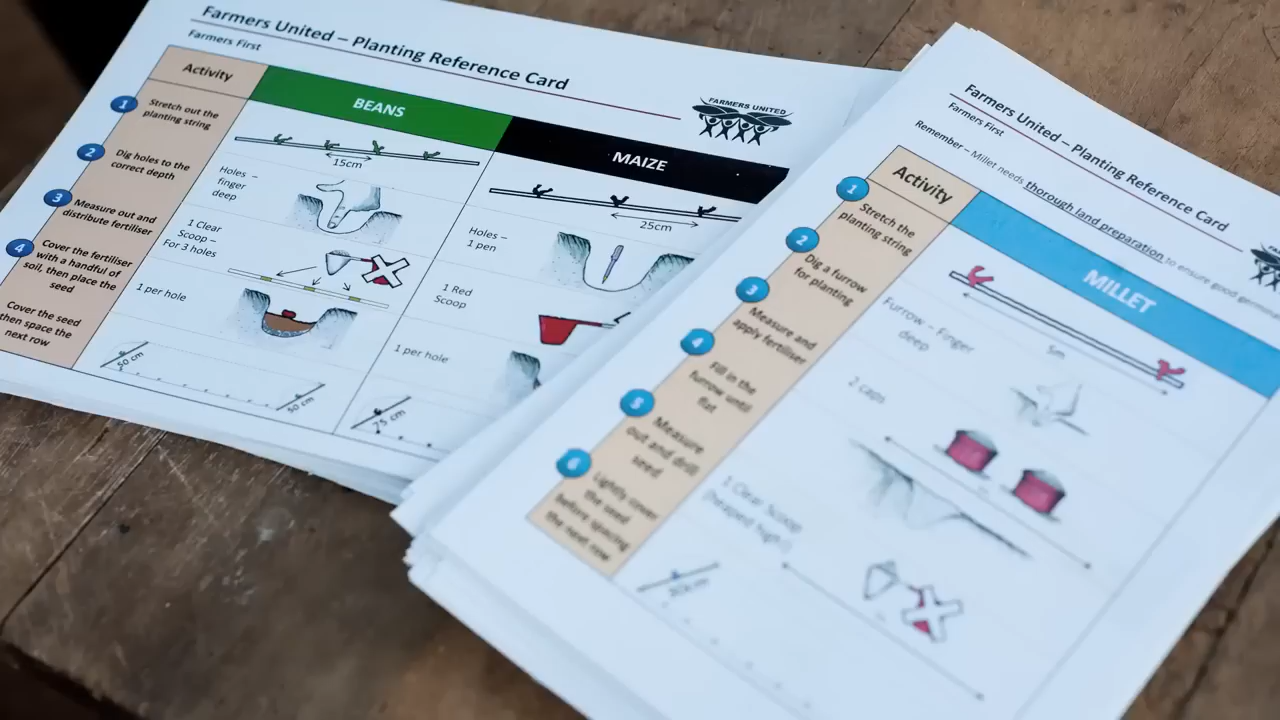 Farmers United – Planting Reference Card
Farmers First
FARMERS UNITED
Activity
BEANS
MAIZE
1
Stretch out the
planting string
15cm
25cm
2
Dig holes to the
correct depth
Holes –
finger
deep
Holes –
1 pen
3
Measure out and
distribute fertiliser
1 Clear
Scoop –
For 3 holes
1 Red
Scoop
4
Cover the fertiliser
with a handful of
soil, then place the
seed
1 per hole
1 per hole
Cover the seed
then space the
next row
50 cm
50 cm
75 cm
Farmers United – Planting Reference Card
Farmers First
Remember – Millet needs thorough land preparation to ensure good
Activity
MILLET
1
Stretch the
planting string
5m
2
Dig a furrow
for planting
Furrow – Finger
deep
3
Measure and
apply fertiliser
2 caps
4
Fill in the
furrow until
flat
5
Measure
out and drill
seed
1 Clear Scoop
(heaped high)
6
Lightly cover
the seed
before spacing
the next row